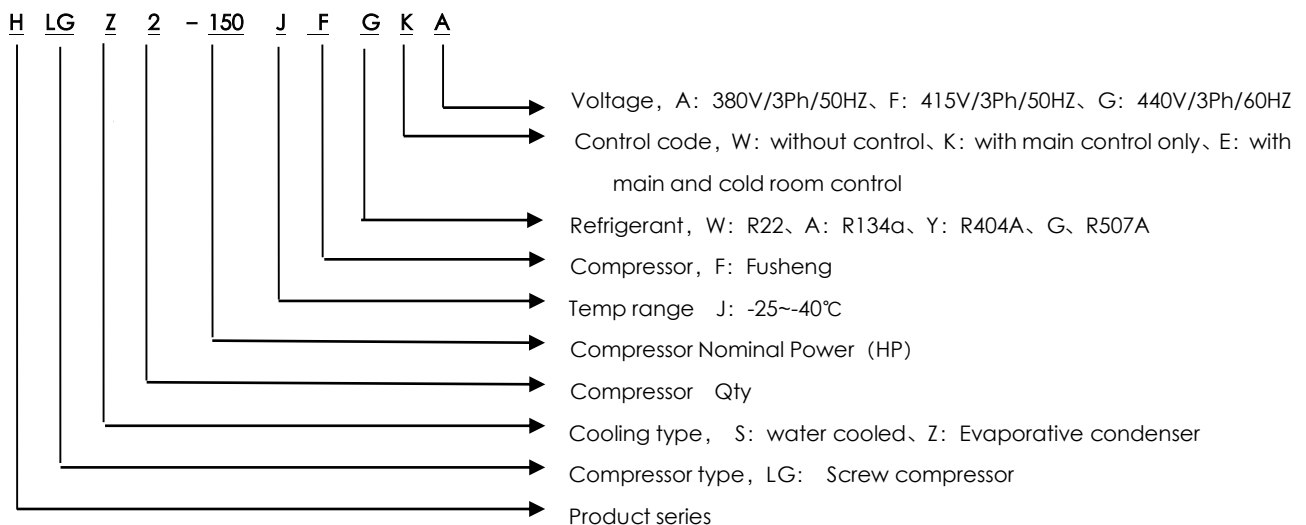 H LG Z 2 - 150 J F G K A
Voltage, A: 380V/3Ph/50HZ、F: 415V/3Ph/50HZ、G: 440V/3Ph/60HZ
Control code, W: without control、K: with main control only、E: with
main and cold room control
Refrigerant, W: R22、A: R134a、Y: R404A、G、R507A
Compressor, F: Fusheng
Temp range J: -25~-40℃
Compressor Nominal Power (HP)
Compressor Qty
Cooling type, S: water cooled、Z: Evaporative condenser
Compressor type, LG: Screw compressor
Product series